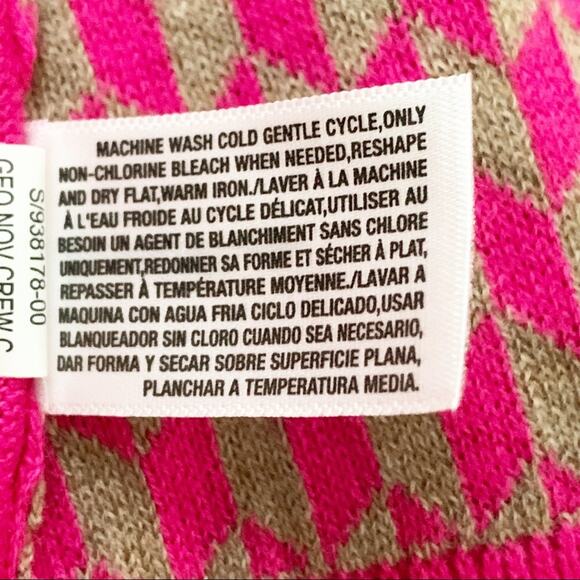 MACHINE WASH COLD GENTLE CYCLE,ONLY
NON-CHLORINE BLEACH WHEN NEEDED,RESHAPE
AND DRY FLAT,WARM IRON./LAVER À LA MACHINE
À L'EAU FROIDE AU CYCLE DÉLICAT,UTILISER AU
BESOIN UN AGENT DE BLANCHIMENT SANS CHLORE
UNIQUEMENT,REDONNER SA FORME ET SÉCHER À PLAT,
REPASSER À TEMPÉRATURE MOYENNE./LAVAR A
MAQUINA CON AGUA FRIA CICLO DELICADO,USAR
BLANQUEADOR SIN CLORO CUANDO SEA NECESARIO,
DAR FORMA Y SECAR SOBRE SUPERFICIE PLANA,
PLANCHAR A TEMPERATURA MEDIA.
S/938178-00
GEO NOV CREW C